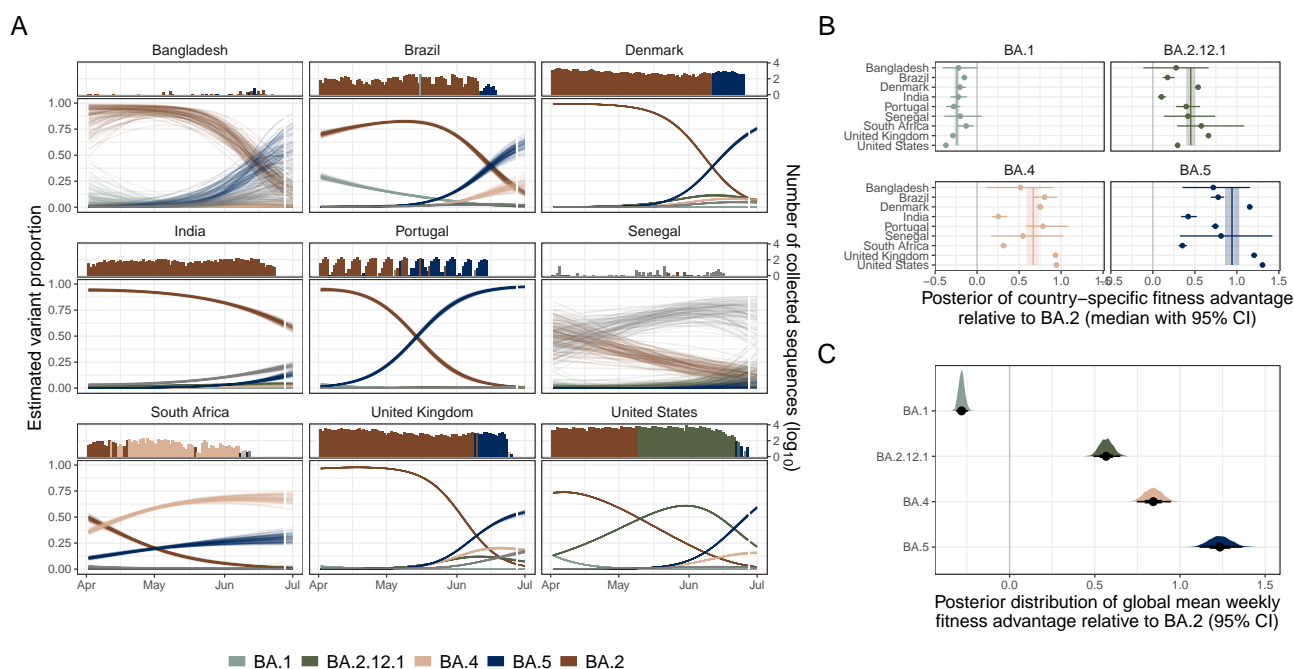 A
Bangladesh
Brazil
Denmark
4
2
0
1.00
0.75
0.50
0.25
0.00
India
Portugal
Senegal
4
2
0
1.00
0.75
0.50
0.25
0.00
South Africa
United Kingdom
United States
4
2
0
1.00
0.75
0.50
0.25
0.00
Apr May Jun Jul
Apr May Jun Jul
Apr May Jun Jul
Estimated variant proportion
Number of collected sequences (log10)
BA.1 BA.2.12.1 BA.4 BA.5 BA.2
B
BA.1
BA.2.12.1
Bangladesh
Brazil
Denmark
India
Portugal
Senegal
South Africa
United Kingdom
United States
BA.4
BA.5
Bangladesh
Brazil
Denmark
India
Portugal
Senegal
South Africa
United Kingdom
United States
−0.5 0.0 0.5 1.0 1.5
−0.5 0.0 0.5 1.0 1.5
Posterior of country−specific fitness advantage
relative to BA.2 (median with 95% CI)
C
BA.1
BA.2.12.1
BA.4
BA.5
0.0 0.5 1.0 1.5
Posterior distribution of global mean weekly
fitness advantage relative to BA.2 (95% CI)